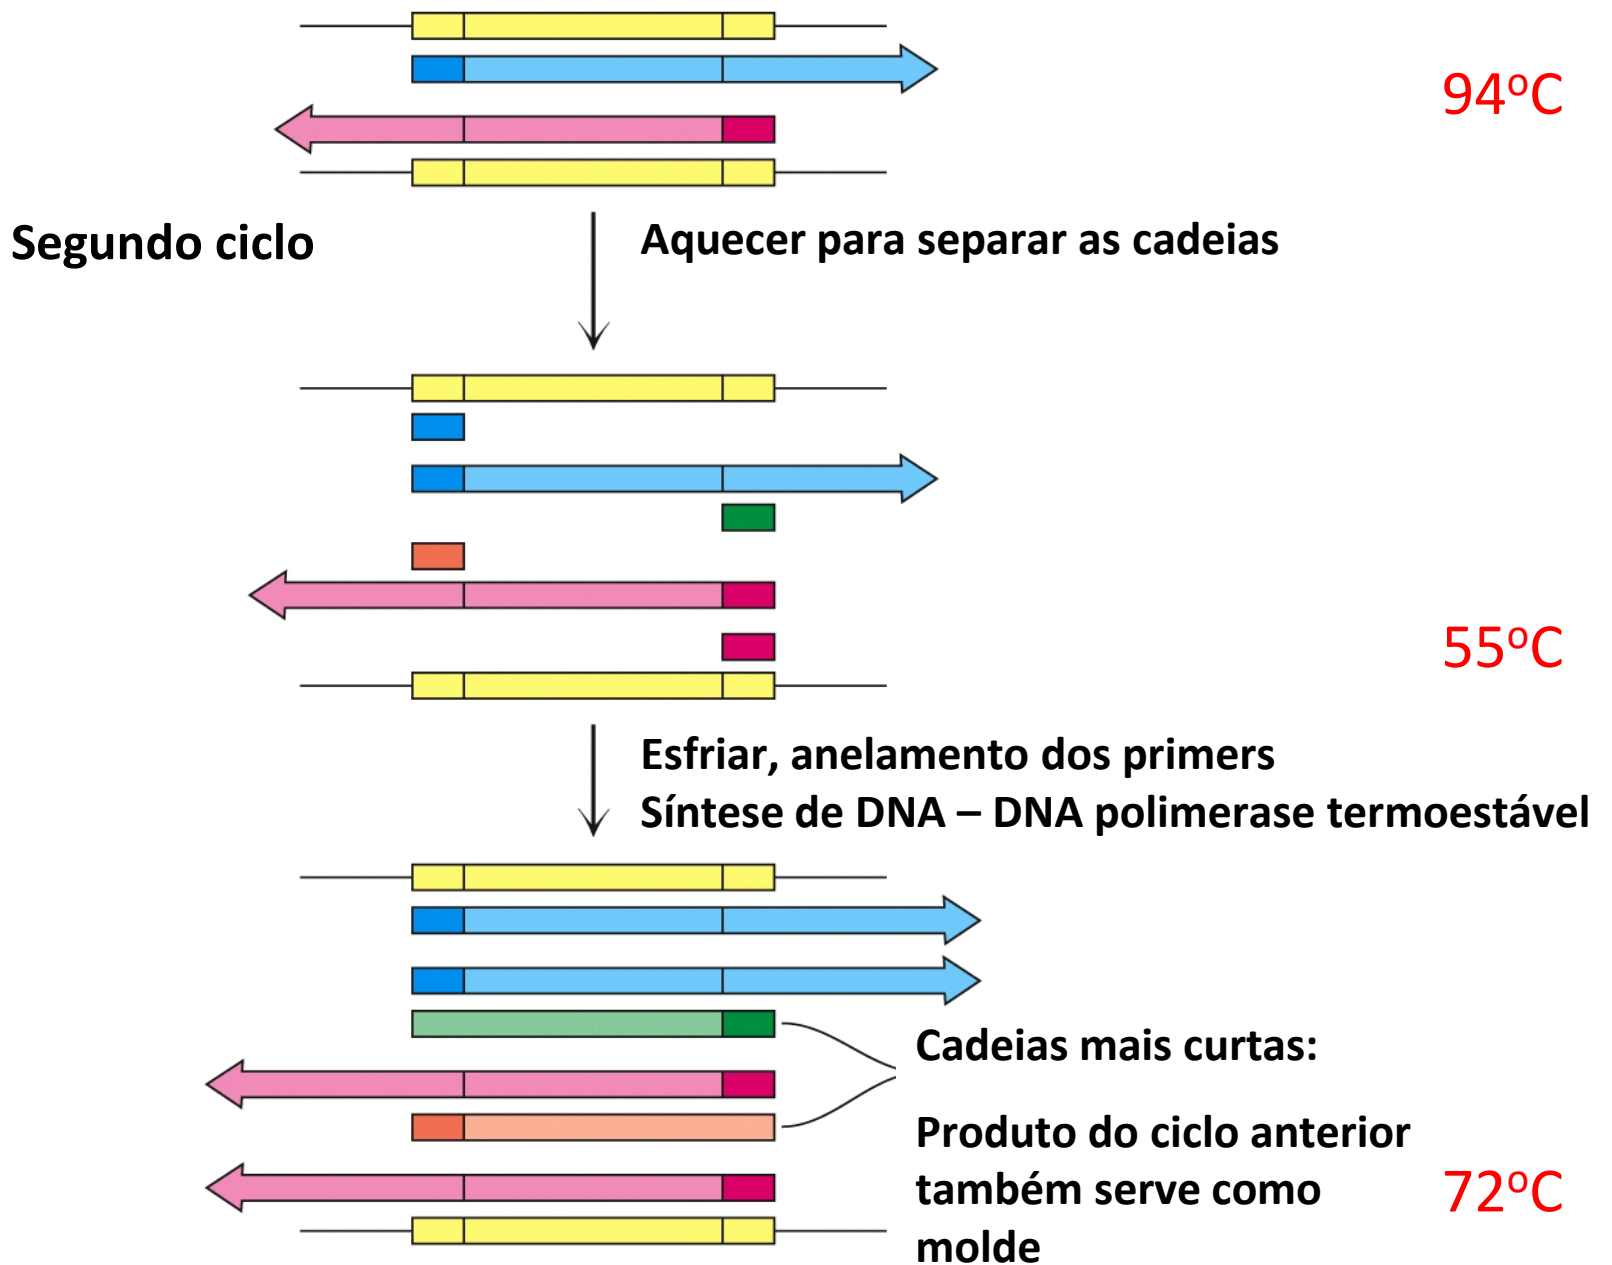 94ºC
Segundo ciclo
Aquecer para separar as cadeias
55ºC
Esfriar, anelamento dos primers
Síntese de DNA – DNA polimerase termoestável
Cadeias mais curtas:
Produto do ciclo anterior
também serve como
molde
72ºC